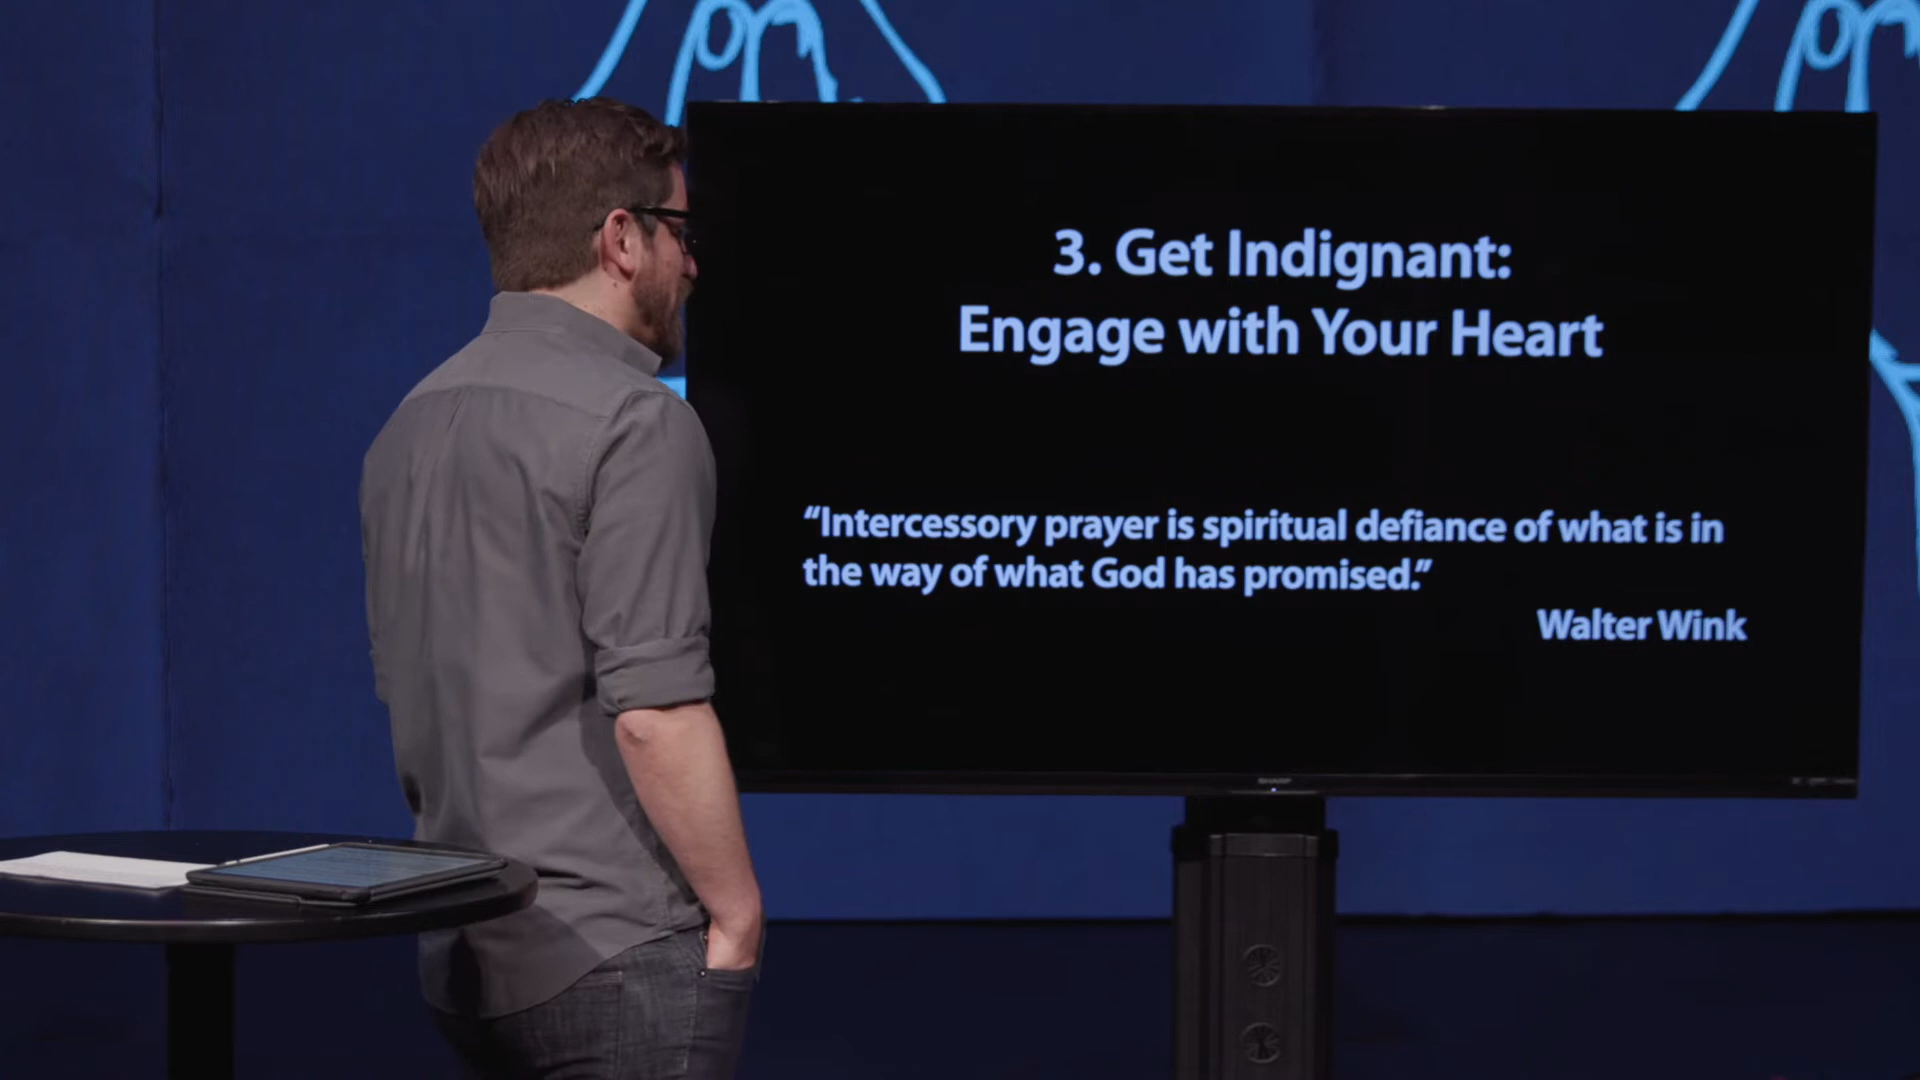 3. Get Indignant:
Engage with Your Heart
“Intercessory prayer is spiritual defiance of what is in
the way of what God has promised.”
Walter Wink
SHARP